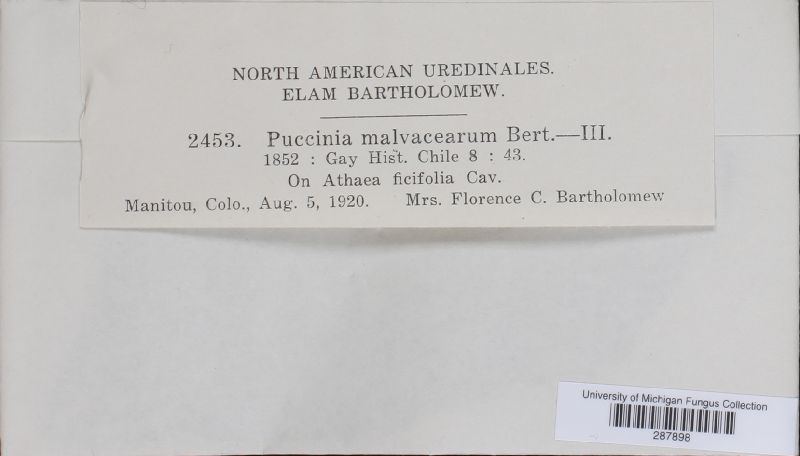 NORTH AMERICAN UREDINALES.
ELAM BARTHOLOMEW.
2453. Puccinia malvacearum Bert.—III.
1852 : Gay Hist. Chile 8 : 43.
On Athaea ficifolia Cav.
Manitou, Colo., Aug. 5, 1920. Mrs. Florence C. Bartholomew
University of Michigan Fungus Collection
287898